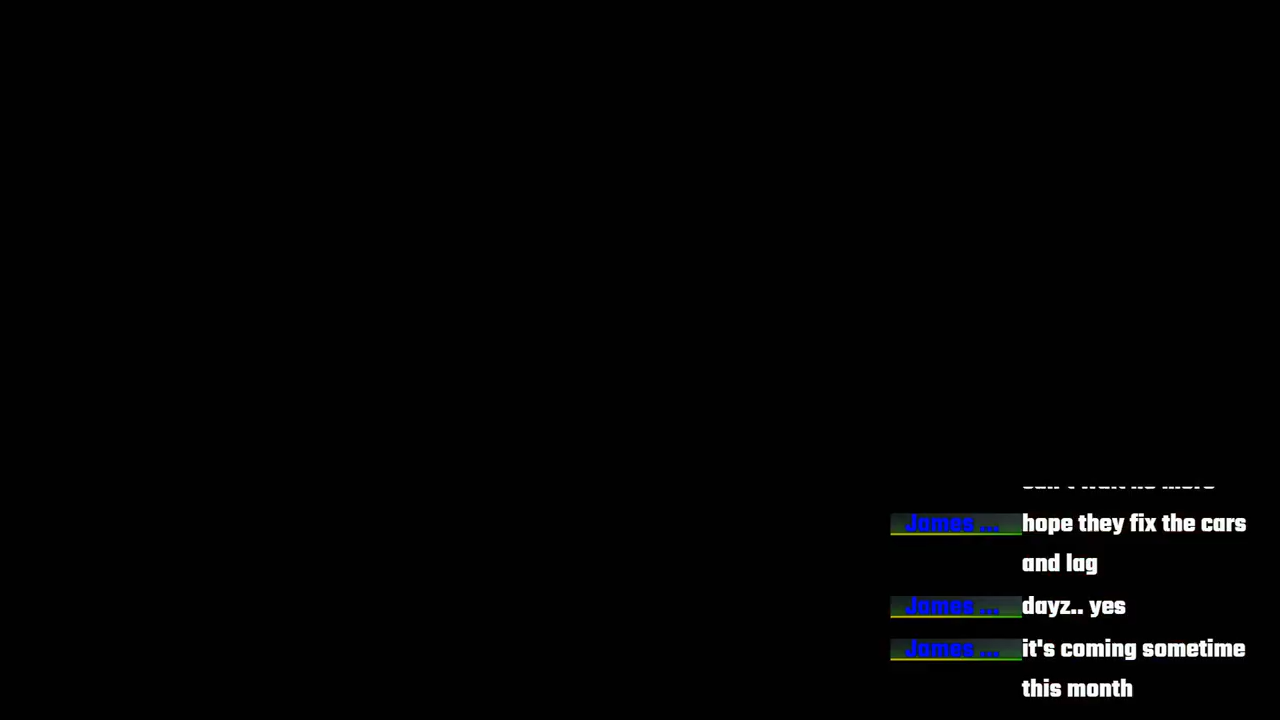 James ... hope they fix the cars
and lag
James ... dayz.. yes
James ... it's coming sometime
this month